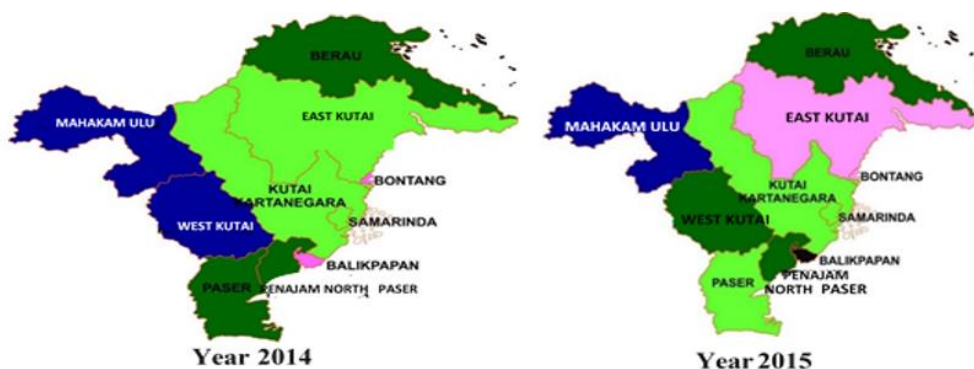 BERAU
EAST KUTAI
MAHAKAM ULU
BONTANG
KUTAI
KARTANEGARA
WEST KUTAI
SAMARINDA
BALIKPAPAN
PASER
PENAJAM NORTH PASER
Year 2014
BERAU
EAST KUTAI
MAHAKAM ULU
BONTANG
KUTAI
KARTANEGARA
WEST KUTAI
SAMARINDA
BALIKPAPAN
PASER
PENAJAM
NORTH PASER
Year 2015